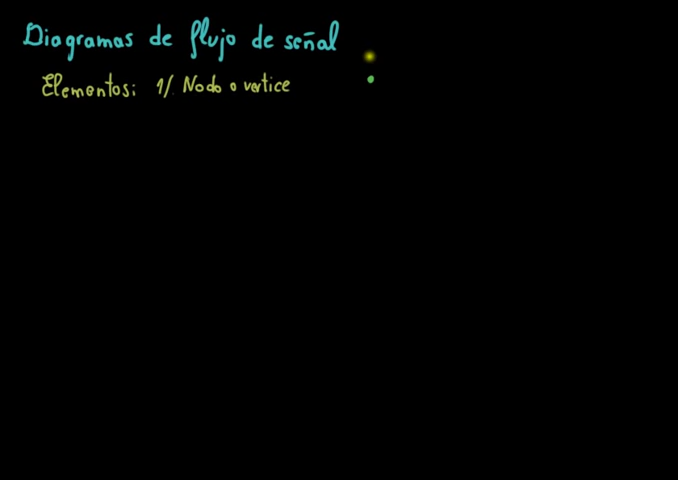 Diagramas de flujo de señal
Elementos: 1/. Nodo o vertice